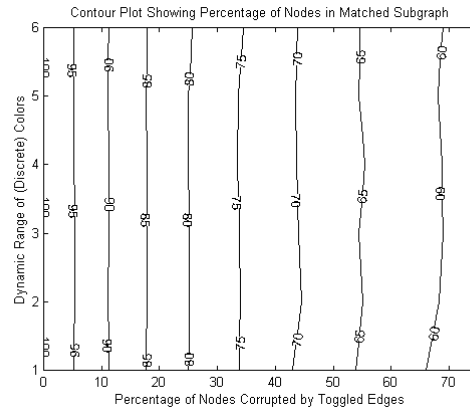 Contour Plot Showing Percentage of Nodes in Matched Subgraph
6
5
4
3
2
1
Dynamic Range of (Discrete) Colors
100 95 90 85 80 75 70 65 60
100 95 90 85 80 75 70 65 60
100 95 90 85 80 75 70 65 60
0 10 20 30 40 50 60 70
Percentage of Nodes Corrupted by Toggled Edges